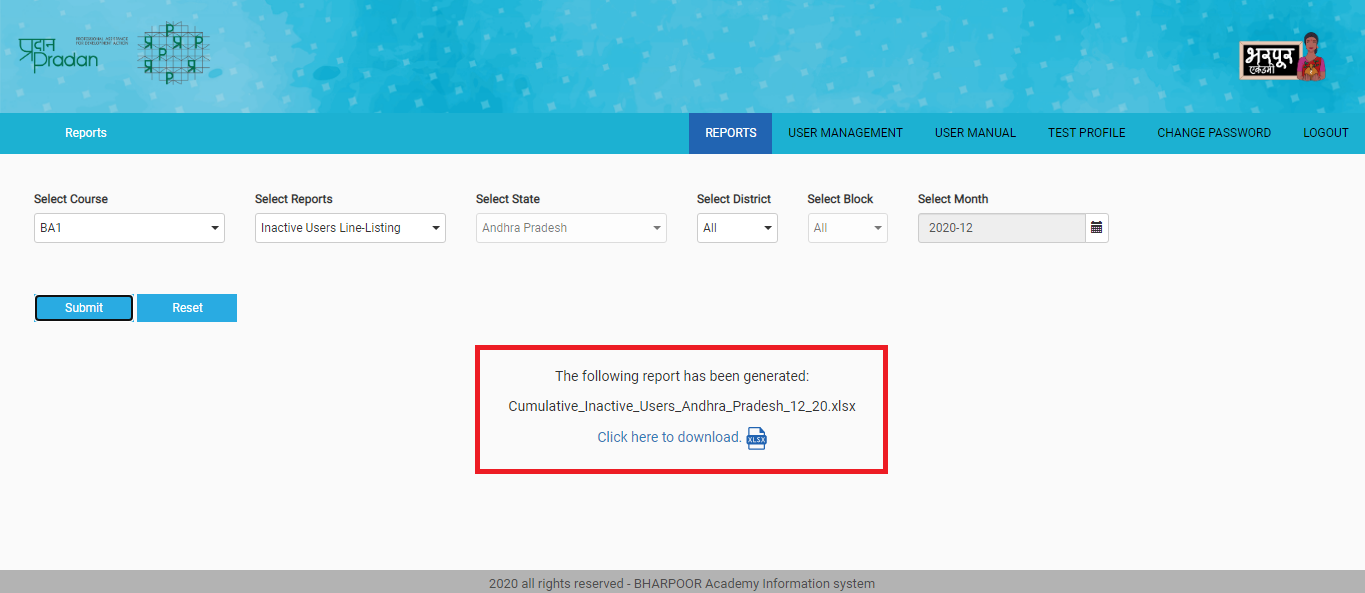 प्रदान
Pradan
PROFESSIONAL ASSISTANCE
FOR DEVELOPMENT ACTION
P
P P
P
भरपूर
एकेडमी
Reports
REPORTS
USER MANAGEMENT
USER MANUAL
TEST PROFILE
CHANGE PASSWORD
LOGOUT
Select Course
Select Reports
Select State
Select District
Select Block
Select Month
BA1
Inactive Users Line-Listing
Andhra Pradesh
All
All
2020-12
Submit
Reset
The following report has been generated:
Cumulative_Inactive_Users_Andhra_Pradesh_12_20.xlsx
Click here to download.
XLSX
2020 all rights reserved - BHARPOOR Academy Information system